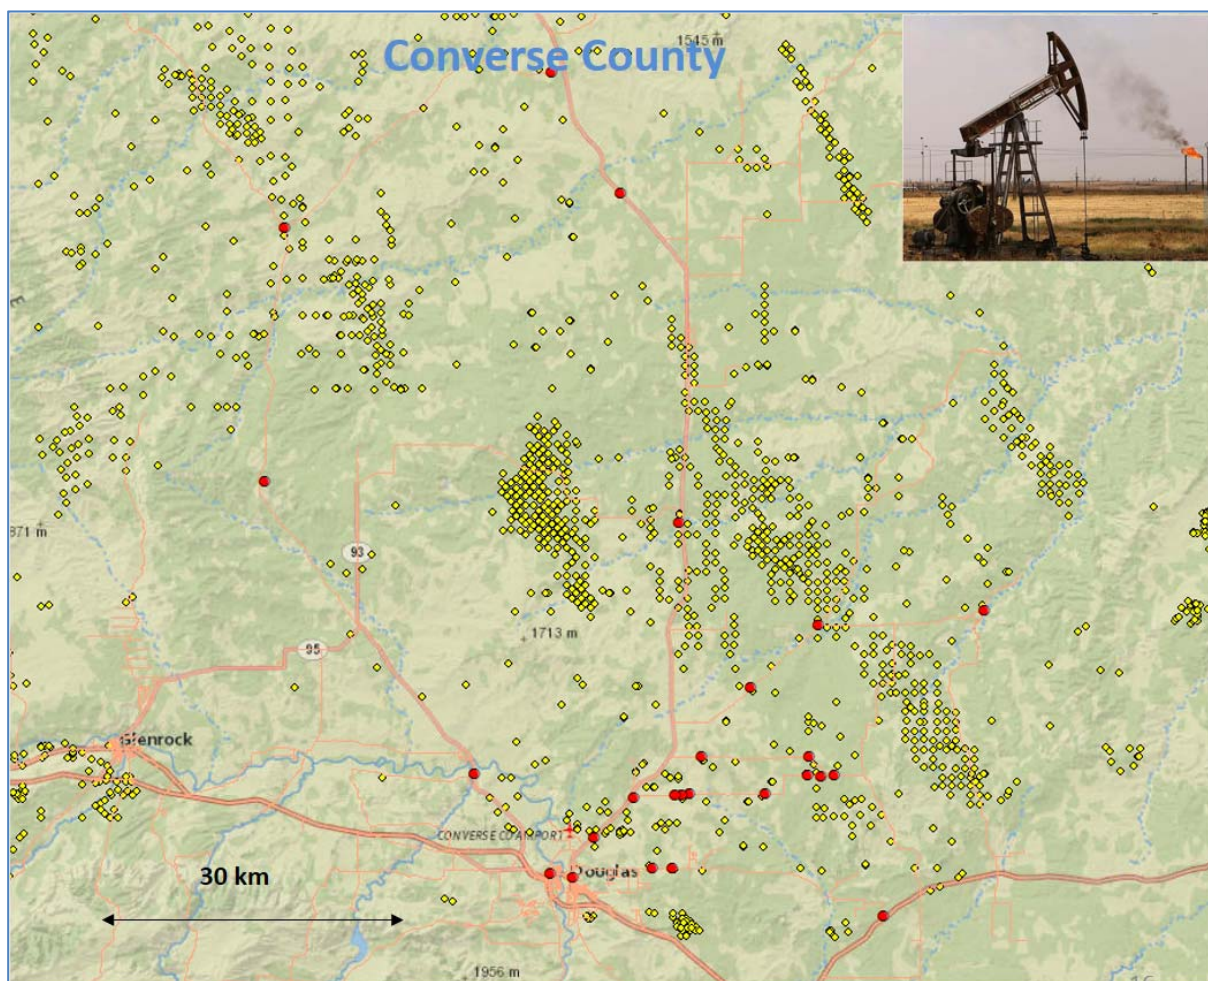 Converse County
1545 m
E
871 m
93
1713 m
95
Glenrock
CONVERSE CO AIRPORT
Douglas
30 km
1956 m